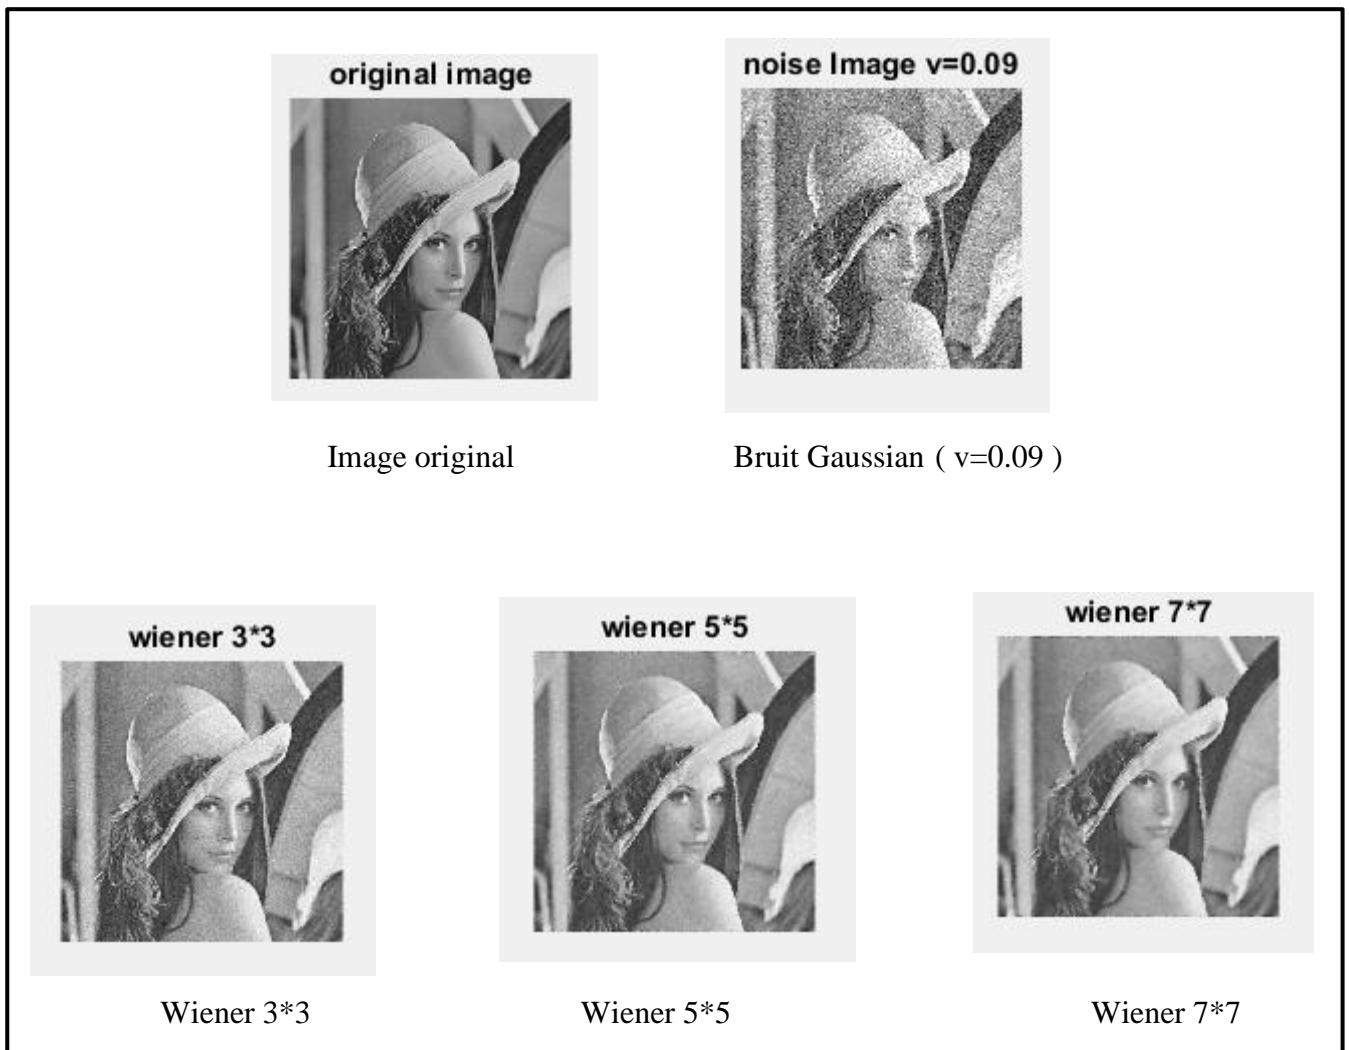 original image
noise Image v=0.09
Image original
Bruit Gaussian ( v=0.09 )
wiener 3*3
wiener 5*5
wiener 7*7
Wiener 3*3
Wiener 5*5
Wiener 7*7